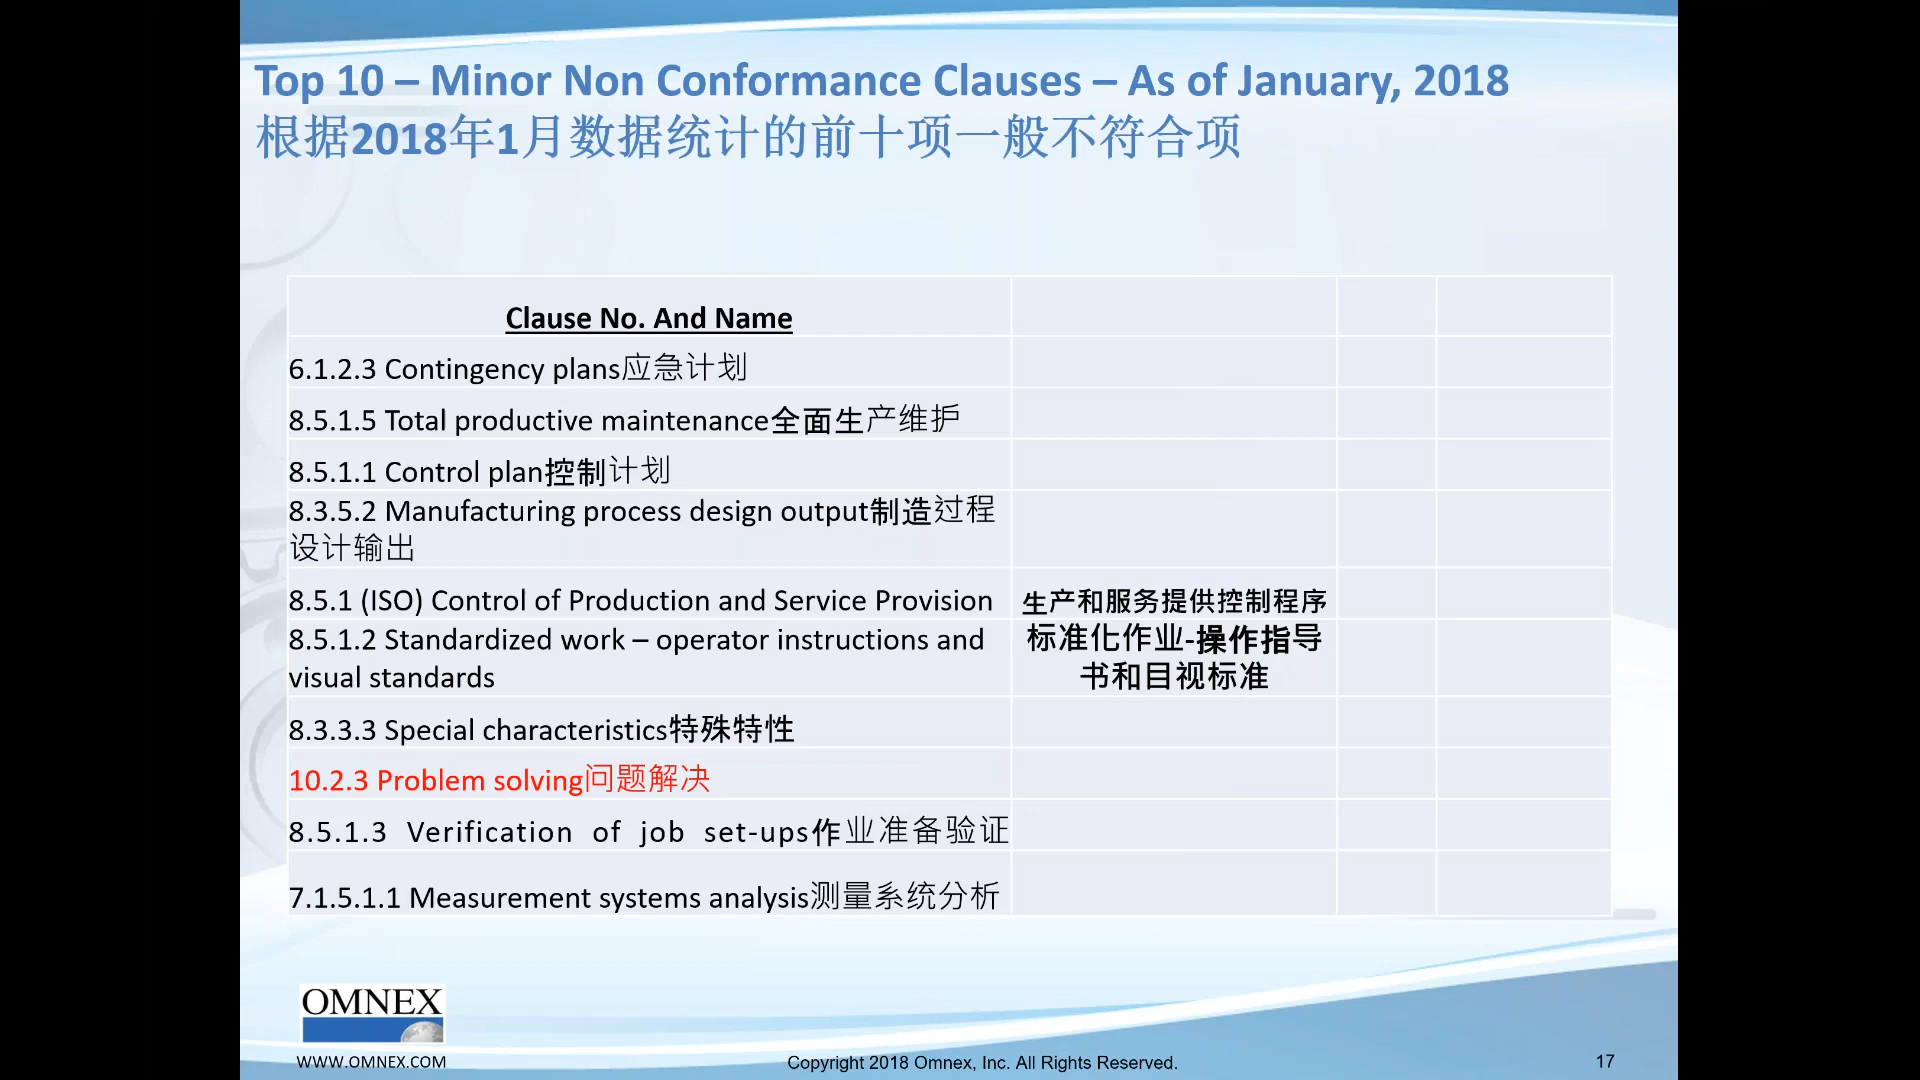 Top 10 – Minor Non Conformance Clauses – As of January, 2018
根据2018年1月数据统计的前十项一般不符合项
Clause No. And Name
6.1.2.3 Contingency plans应急计划
8.5.1.5 Total productive maintenance全面生产维护
8.5.1.1 Control plan控制计划
8.3.5.2 Manufacturing process design output制造过程
设计输出
8.5.1 (ISO) Control of Production and Service Provision
生产和服务提供控制程序
8.5.1.2 Standardized work – operator instructions and
visual standards
标准化作业-操作指导
书和目视标准
8.3.3.3 Special characteristics特殊特性
10.2.3 Problem solving问题解决
8.5.1.3 Verification of job set-ups作业准备验证
7.1.5.1.1 Measurement systems analysis测量系统分析
OMNEX
WWW.OMNEX.COM
Copyright 2018 Omnex, Inc. All Rights Reserved.
17